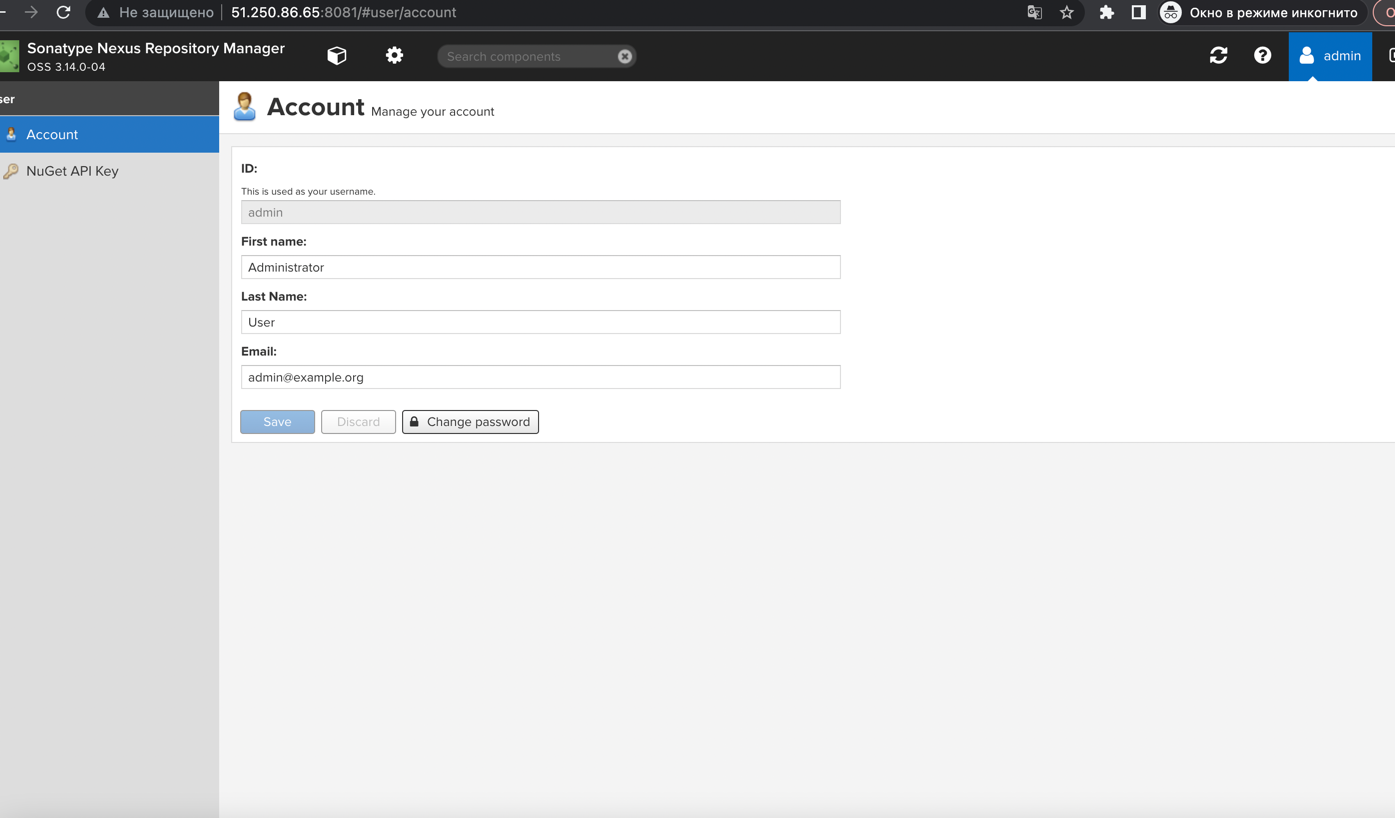 Не защищено 51.250.86.65:8081/#user/account Окно в режиме инкогнито
Sonatype Nexus Repository Manager
OSS 3.14.0-04
Search components
admin
ser
Account
NuGet API Key
Account Manage your account
ID:
This is used as your username.
admin
First name:
Administrator
Last Name:
User
Email:
admin@example.org
Save Discard Change password